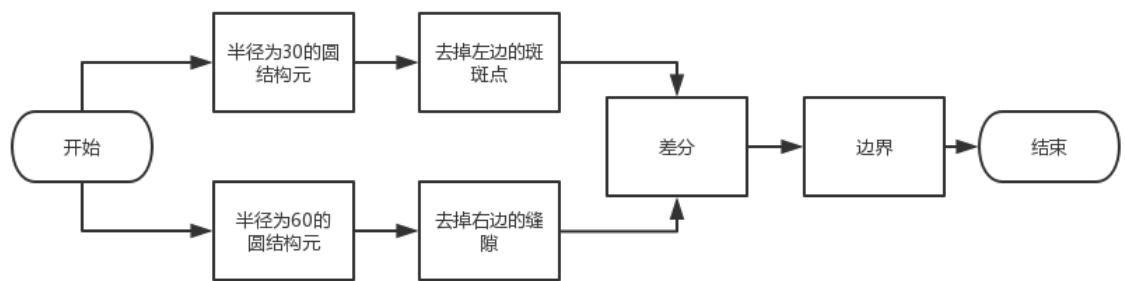 开始
半径为30的圆
结构元
去掉左边的斑
斑点
半径为60的
圆结构元
去掉右边的缝
隙
差分
边界
结束